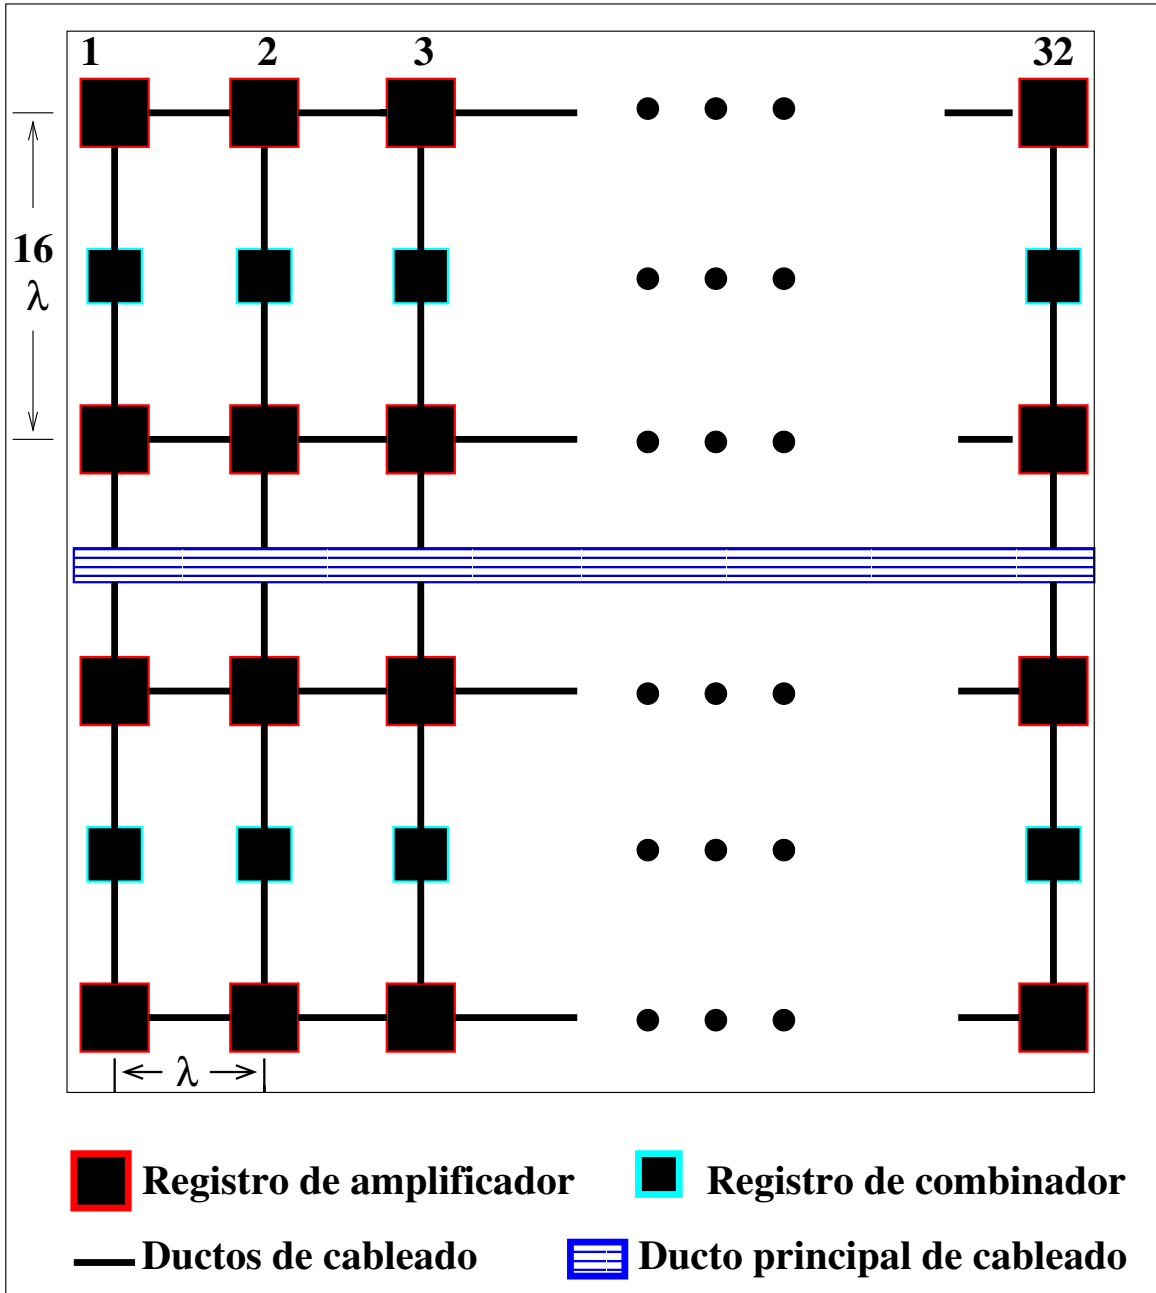 1 2 3 32
16
λ
λ
Registro de amplificador
Registro de combinador
Ductos de cableado
Ducto principal de cableado